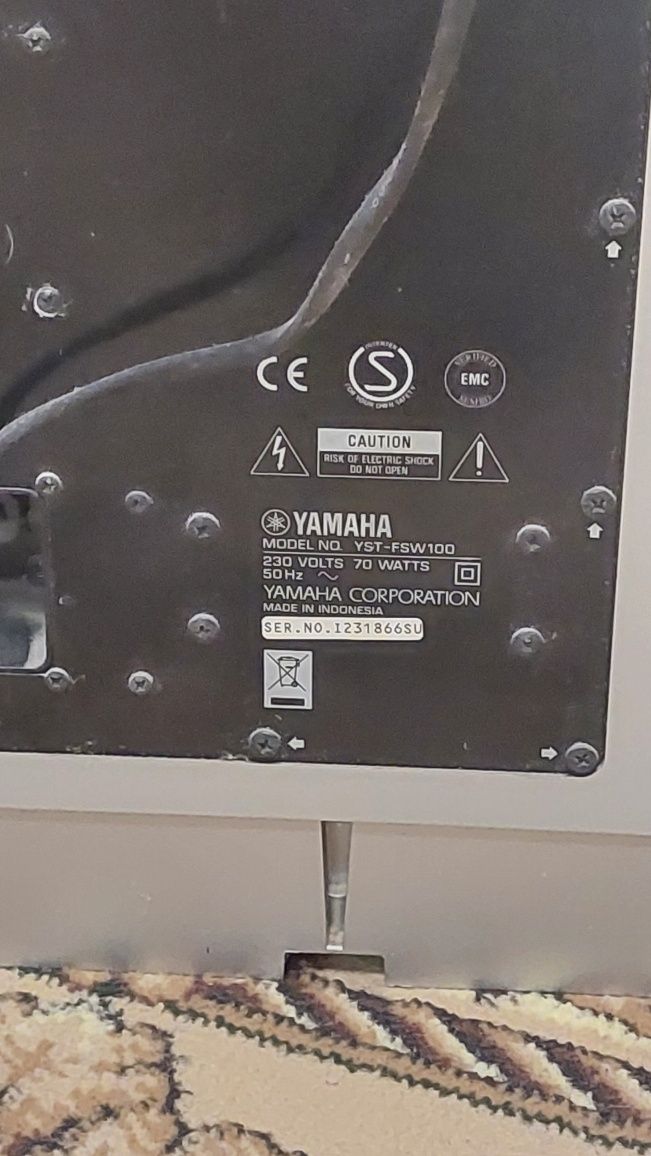 CE
INTERTEK
S
FOR YOUR OWN SAFETY
VERIFIED
EMC
CAUTION
RISK OF ELECTRIC SHOCK
DO NOT OPEN
YAMAHA
MODEL NO. YST-FSW100
230 VOLTS 70 WATTS
50Hz ~
YAMAHA CORPORATION
MADE IN INDONESIA
SER.NO.I231866SU